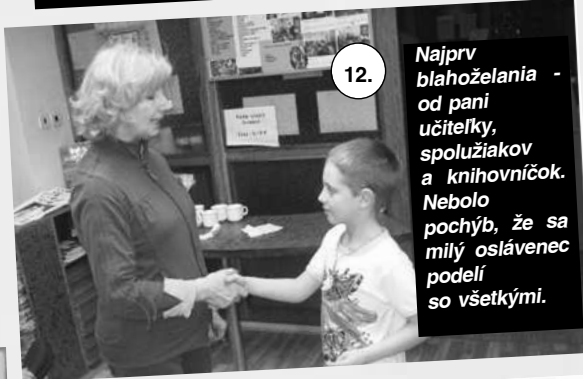 12.
Najprv
blahoželania -
od pani
učiteľky,
spolužiakov
a knihovníčok.
Nebolo
pochýb, že sa
milý oslávenec
podelí
so všetkými.